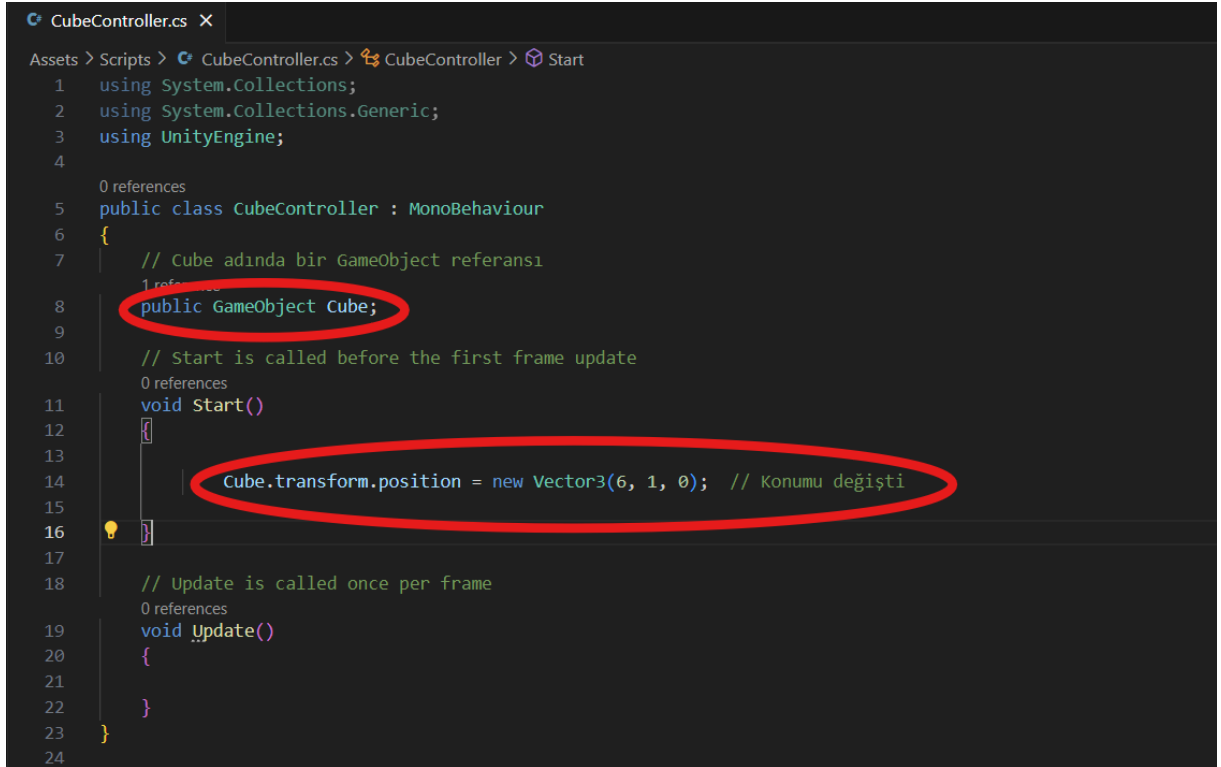 CubeController.cs
Assets > Scripts > CubeController.cs > CubeController > Start
1 using System.Collections;
2 using System.Collections.Generic;
3 using UnityEngine;
4
0 references
5 public class CubeController : MonoBehaviour
6 {
7 // Cube adında bir GameObject referansı
1 reference
8 public GameObject Cube;
9
10 // Start is called before the first frame update
0 references
11 void Start()
12 {
13
14 Cube.transform.position = new Vector3(6, 1, 0); // Konumu değişti
15
16 }
17
18 // Update is called once per frame
0 references
19 void Update()
20 {
21
22 }
23 }
24